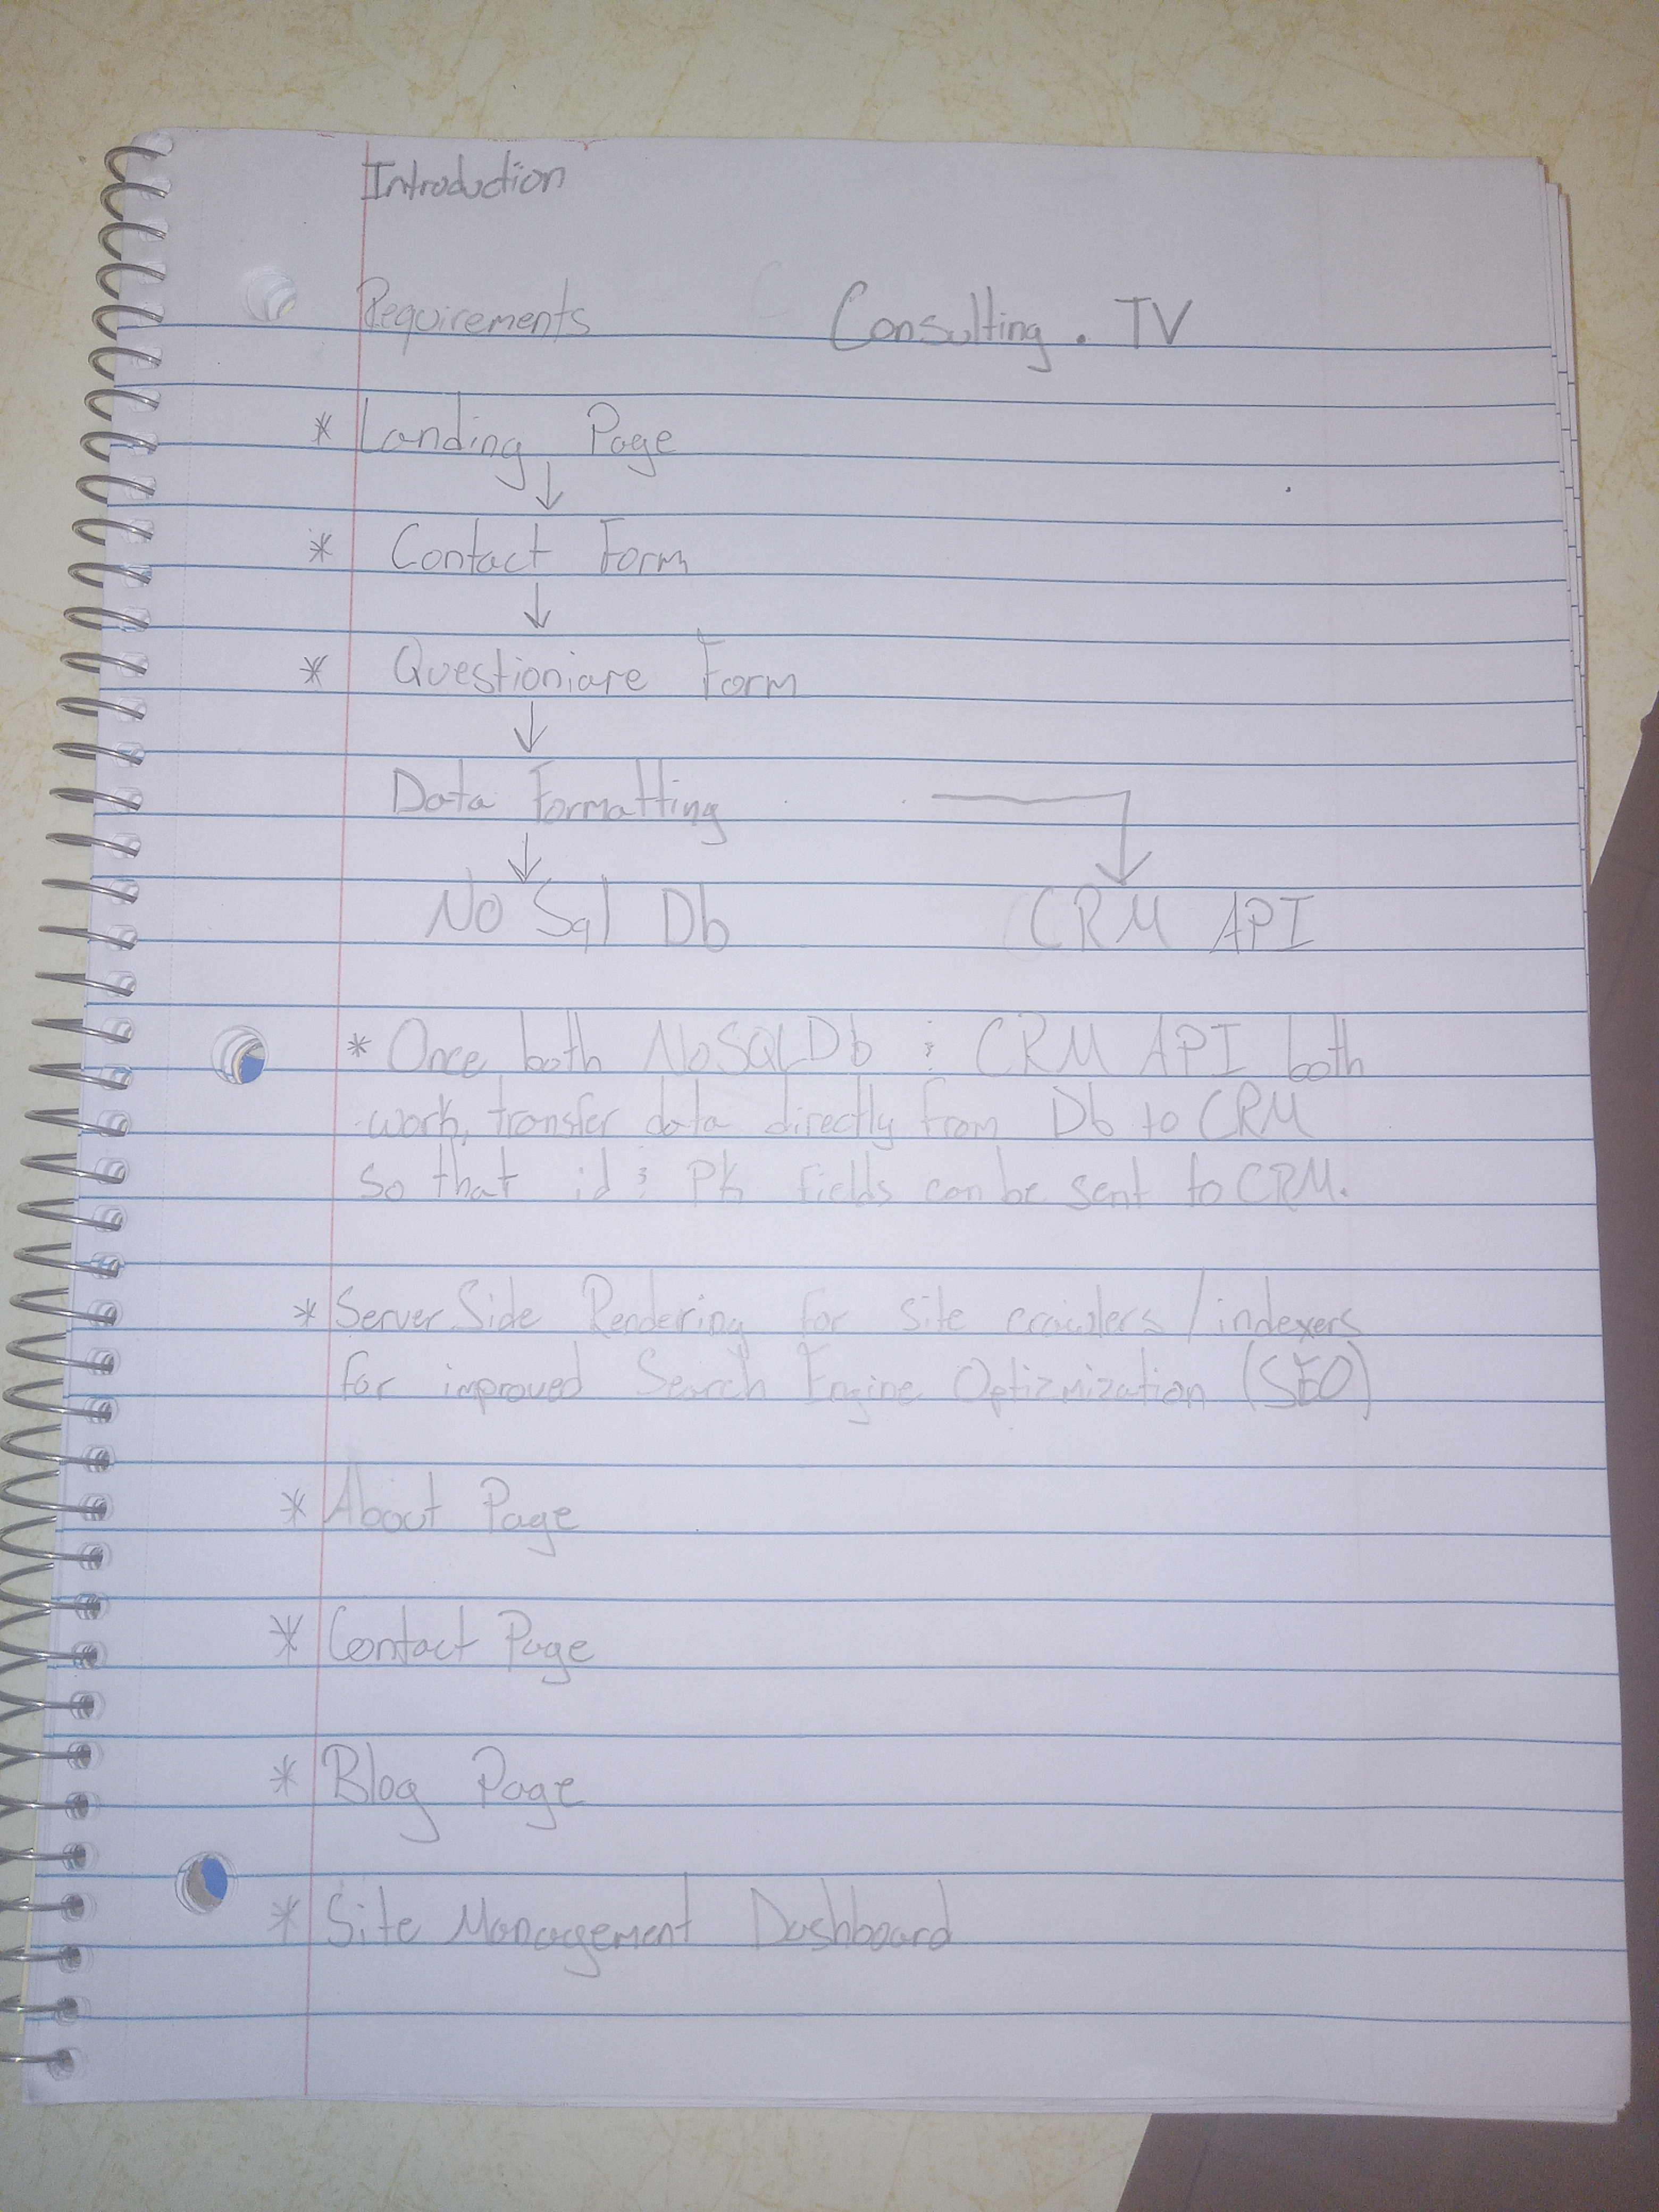 Introduction
Requirements Consulting . TV
* Landing Page
↓
* Contact Form
↓
* Questioniare Form
↓
Data Formatting
↓
No Sql Db CRM API
* Once both NoSQLDb & CRM API both
work, transfer data directly from Db to CRM
so that id & PK fields can be sent to CRM.
* Server Side Rendering for site crawlers/indexers
for improved Search Engine Optizmization (SEO)
* About Page
* Contact Page
* Blog Page
* Site Management Dashboard